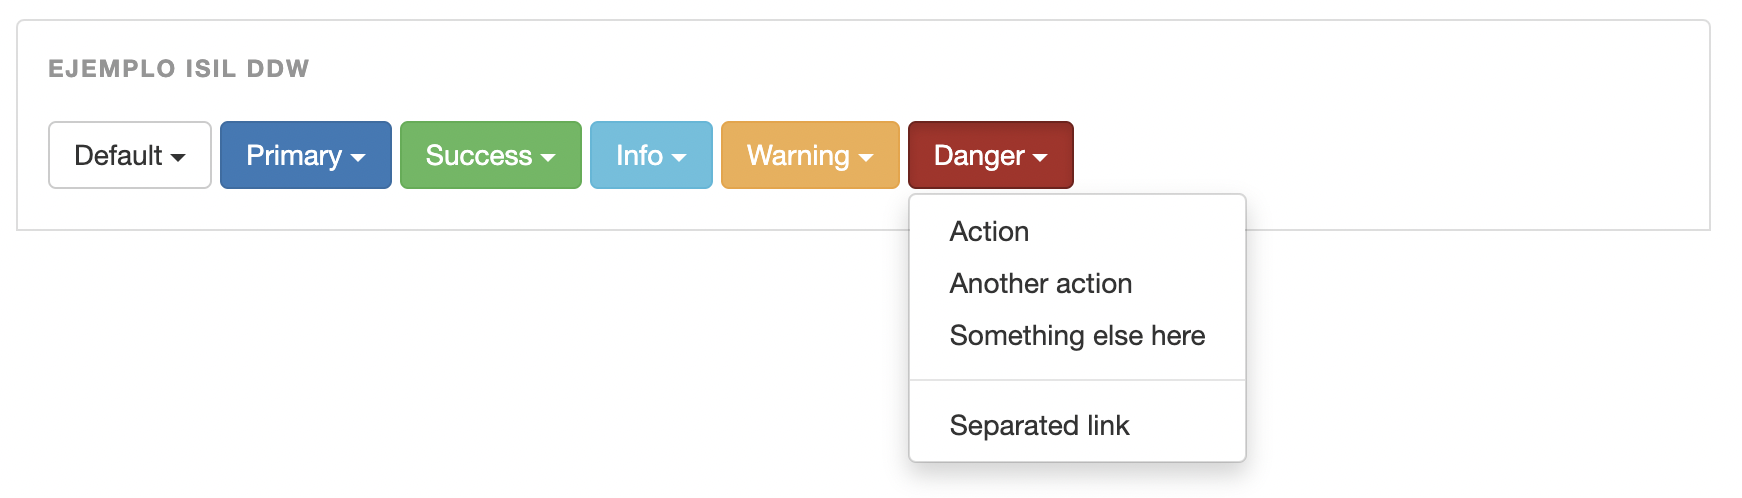 EJEMPLO ISIL DDW
Default Primary Success Info Warning Danger
Action
Another action
Something else here
Separated link